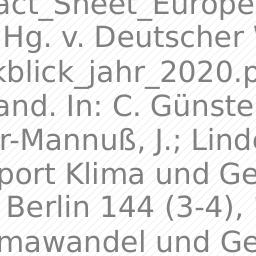 act_Sheet_Europe
Hg. v. Deutscher
kblick_jahr_2020.p
and. In: C. Günste
r-Mannuß, J.; Lind
port Klima und Ge
Berlin 144 (3-4),
mawandel und Ge